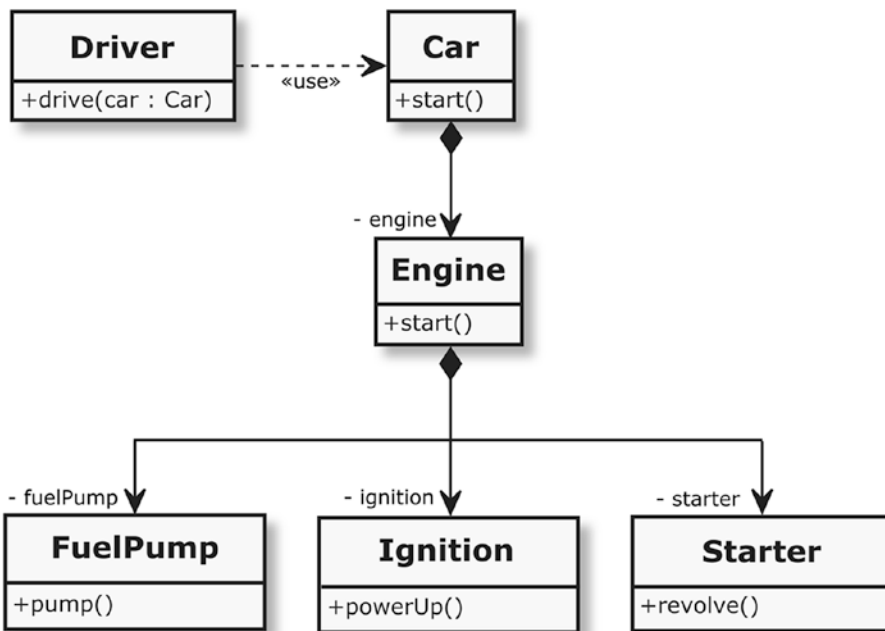 Driver
+drive(car : Car)
«use»
Car
+start()
- engine
Engine
+start()
- fuelPump
FuelPump
+pump()
- ignition
Ignition
+powerUp()
- starter
Starter
+revolve()